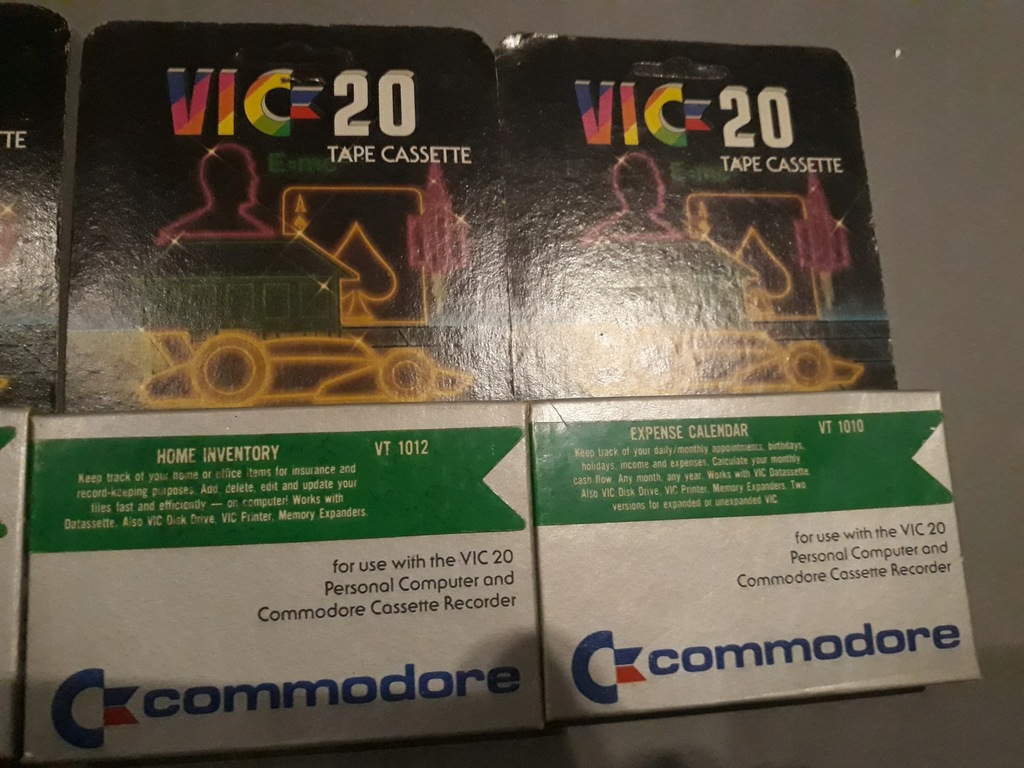 TTE
VIC 20
TAPE CASSETTE
E=mc
A
HOME INVENTORY
VT 1012
Keep track of your home or office items for insurance and
record-keeping purposes. Add, delete, edit and update your
files fast and efficiently — on computer! Works with
Datassette. Also VIC Disk Drive, VIC Printer, Memory Expanders.
for use with the VIC 20
Personal Computer and
Commodore Cassette Recorder
commodore
VIC 20
TAPE CASSETTE
A
EXPENSE CALENDAR
VT 1010
Keep track of your daily/monthly appointments, birthdays,
holidays, income and expenses. Calculate your monthly
cash flow. Any month, any year. Works with VIC Datassette.
Also VIC Disk Drive, VIC Printer, Memory Expanders. Two
versions for expanded or unexpanded VIC.
for use with the VIC 20
Personal Computer and
Commodore Cassette Recorder
commodore